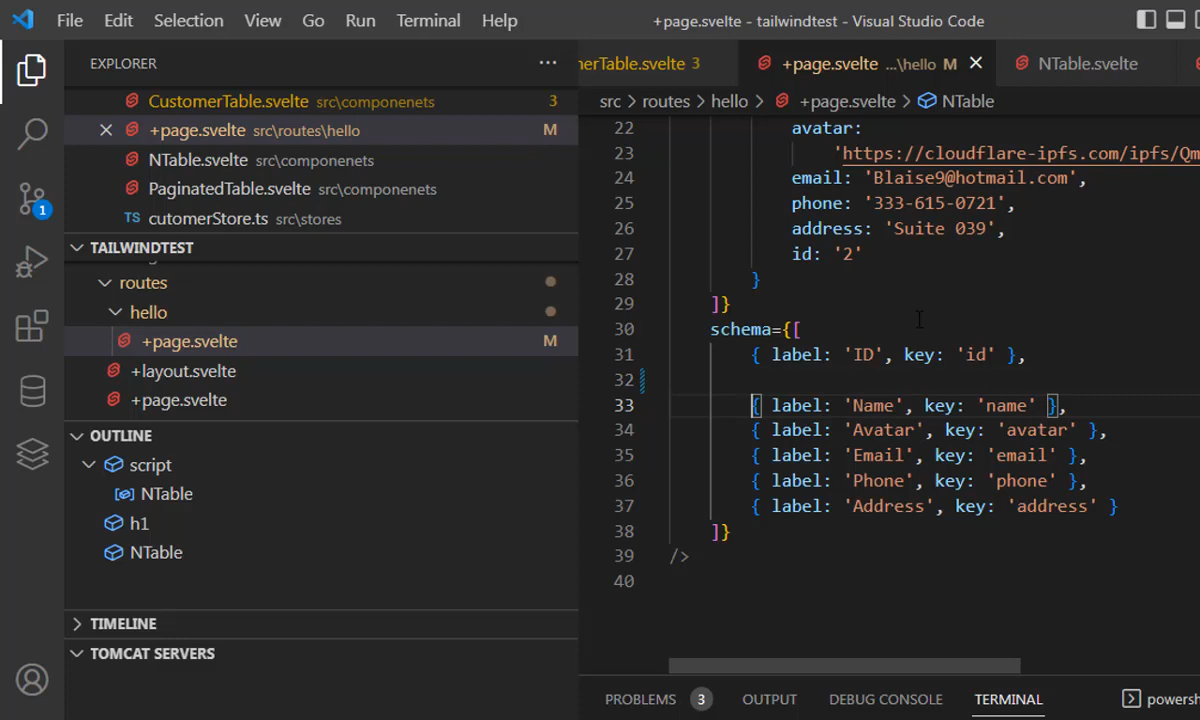 File Edit Selection View Go Run Terminal Help
+page.svelte - tailwindtest - Visual Studio Code
EXPLORER
CustomerTable.svelte src\componenets 3
+page.svelte src\routes\hello M
NTable.svelte src\componenets
PaginatedTable.svelte src\componenets
TS cutomerStore.ts src\stores
1
TAILWINDTEST
routes
hello
+page.svelte M
+layout.svelte
+page.svelte
OUTLINE
script
NTable
h1
NTable
TIMELINE
TOMCAT SERVERS
nerTable.svelte 3
+page.svelte ...\hello M
NTable.svelte
src > routes > hello > +page.svelte > NTable
22 avatar:
23 'https://cloudflare-ipfs.com/ipfs/Qm
24 email: 'Blaise9@hotmail.com',
25 phone: '333-615-0721',
26 address: 'Suite 039',
27 id: '2'
28 }
29 ]}
30 schema={[
31 { label: 'ID', key: 'id' },
32
33 { label: 'Name', key: 'name' },
34 { label: 'Avatar', key: 'avatar' },
35 { label: 'Email', key: 'email' },
36 { label: 'Phone', key: 'phone' },
37 { label: 'Address', key: 'address' }
38 ]}
39 />
40
PROBLEMS 3 OUTPUT DEBUG CONSOLE TERMINAL powersh